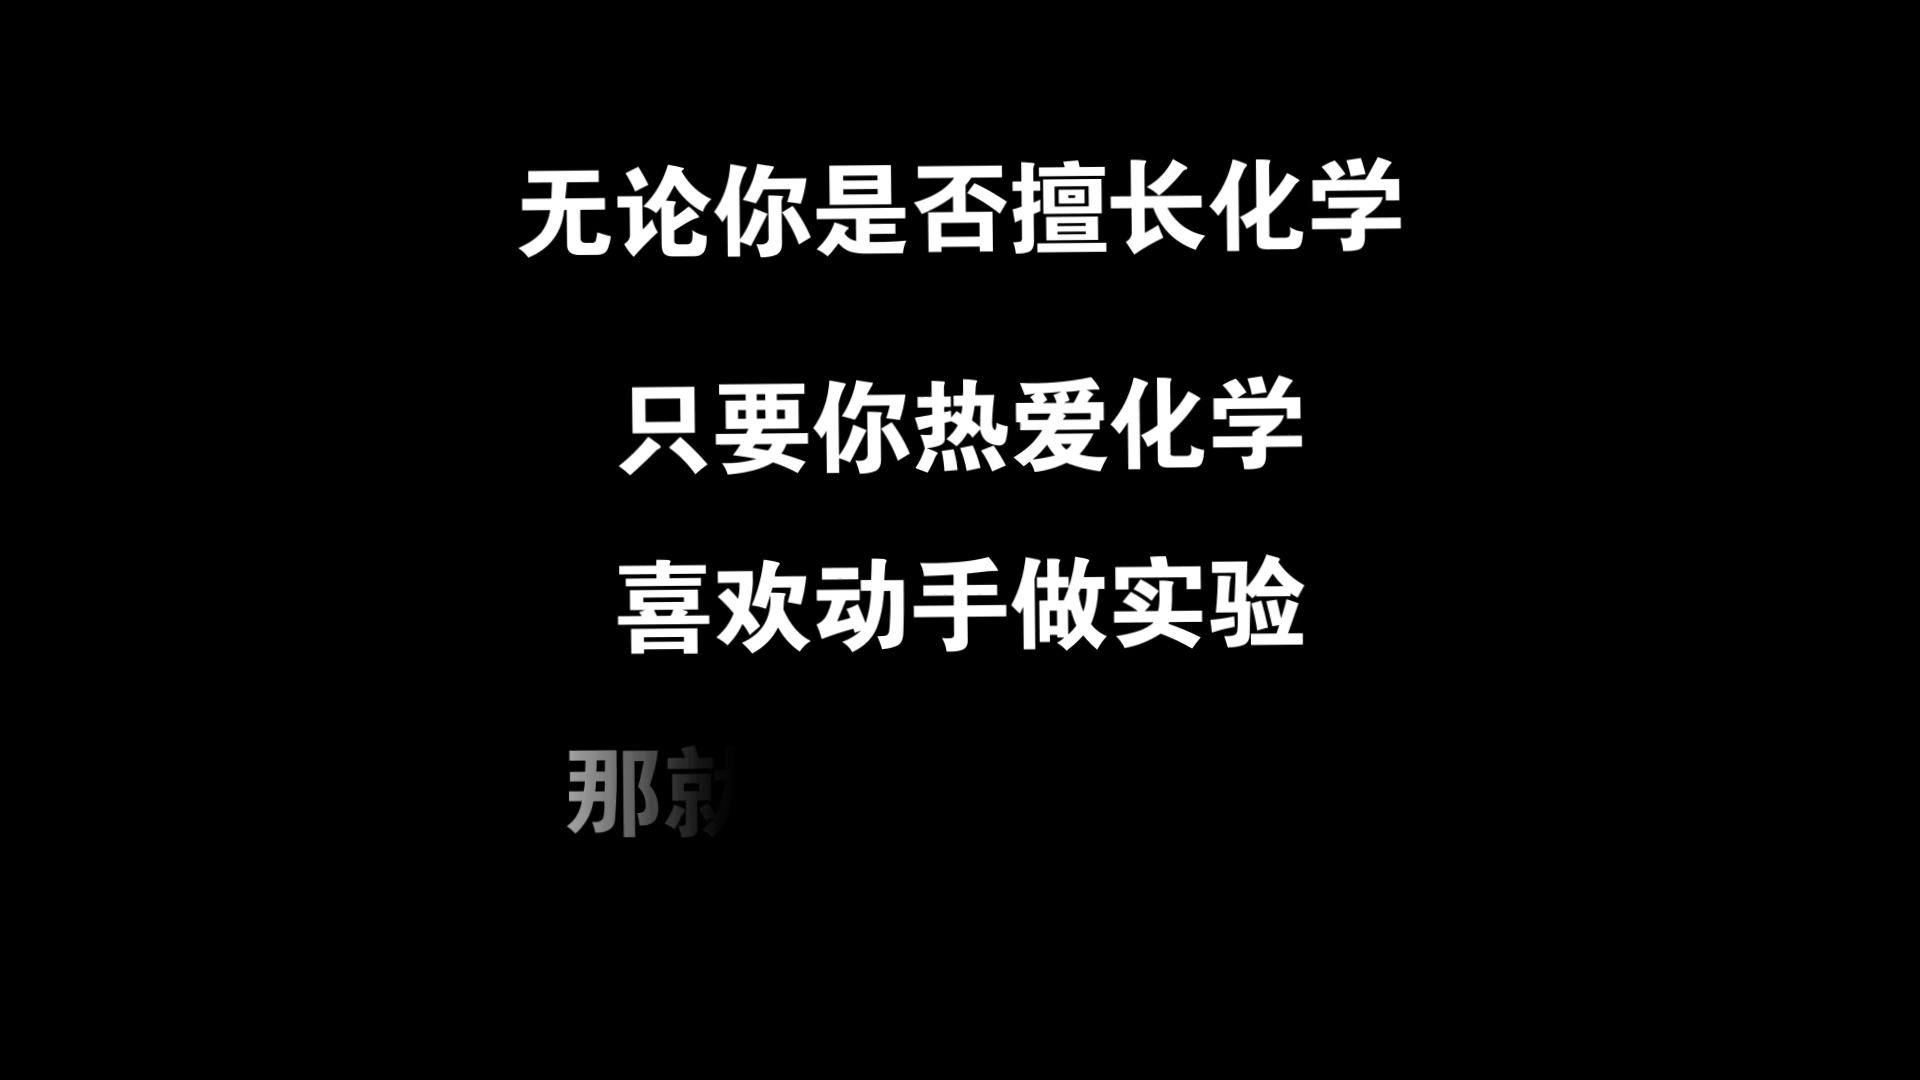 无论你是否擅长化学
只要你热爱化学
喜欢动手做实验
那就